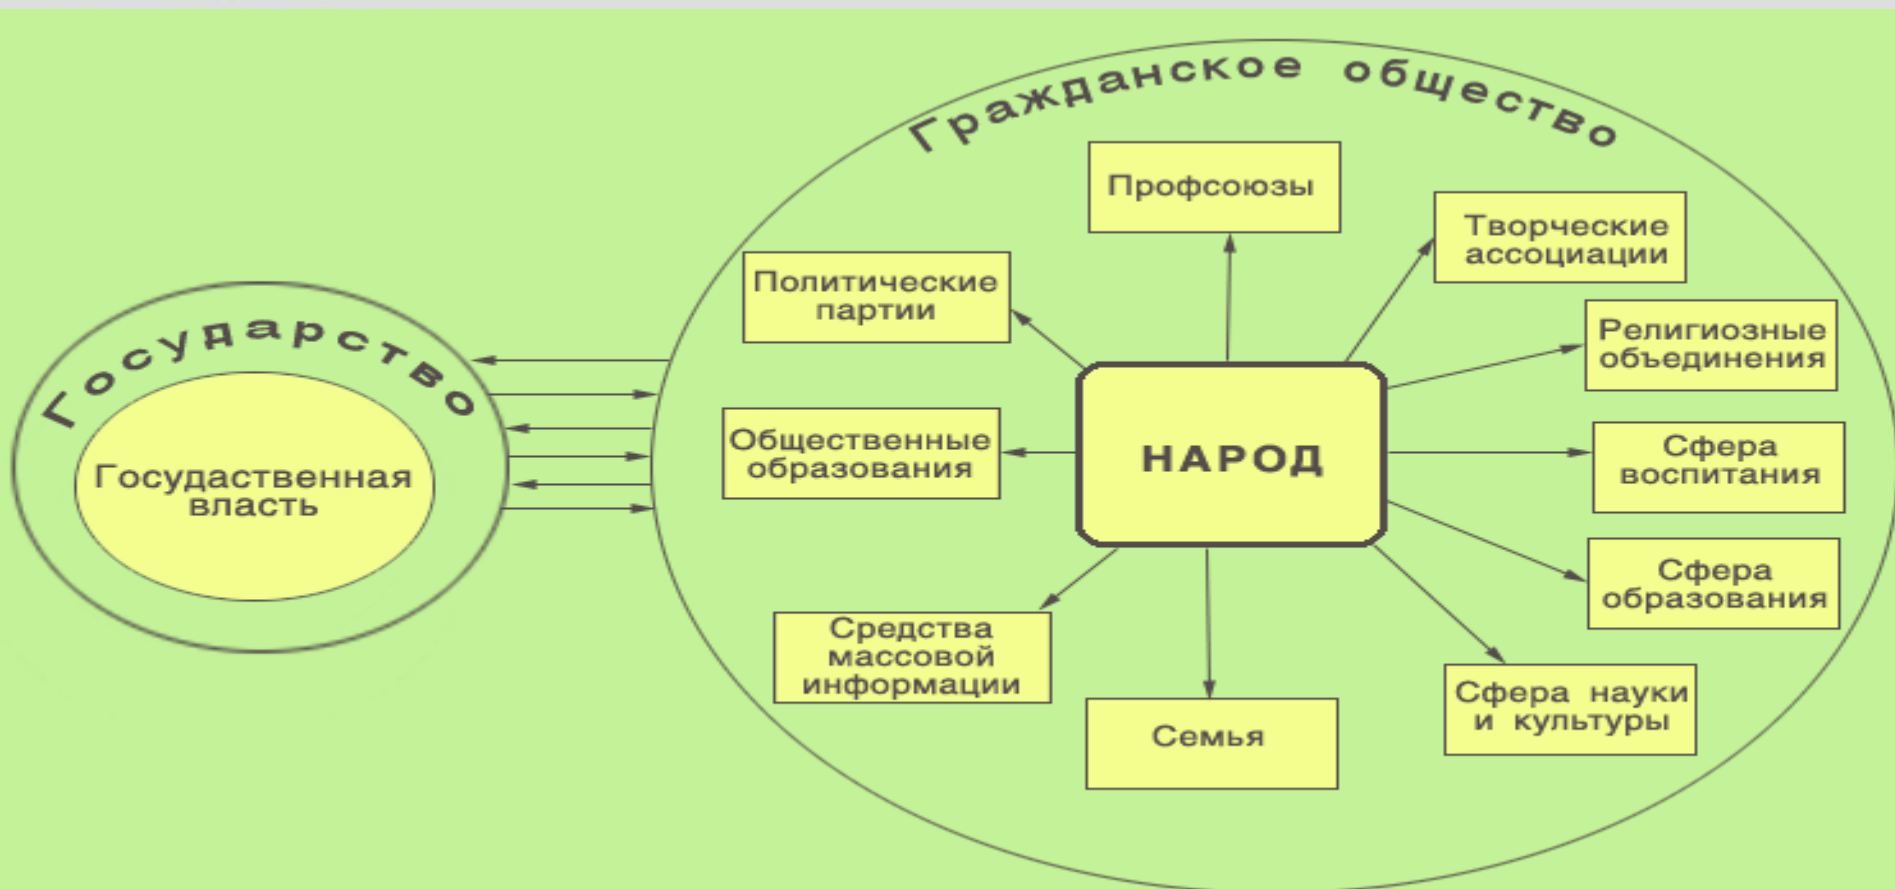 Государство
Государственная
власть
Гражданское общество
Профсоюзы
Творческие
ассоциации
Политические
партии
Религиозные
объединения
Общественные
образования
НАРОД
Сфера
воспитания
Сфера
образования
Средства
массовой
информации
Семья
Сфера науки
и культуры